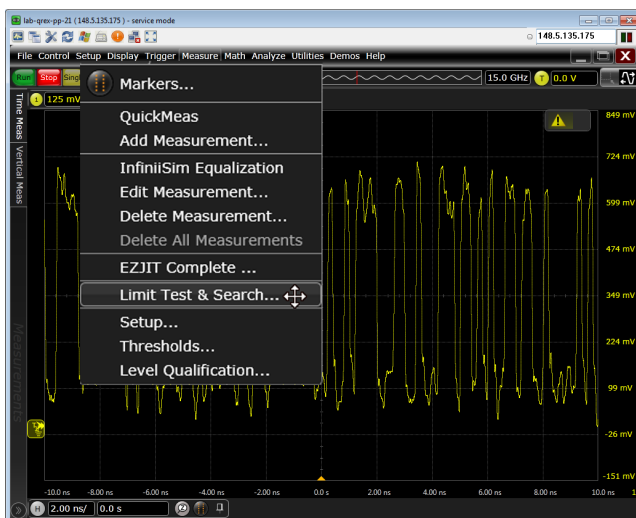 lab-qrex-pp-21 (148.5.135.175 ) - service mode
148.5.135.175
File Control Setup Display Trigger Measure Math Analyze Utilities Demos Help
Run Stop 15.0 GHz T 0.0 V
1 125 mV
Time Meas
Vertical Meas
Measurements
Markers...
QuickMeas
Add Measurement...
InfiniiSim Equalization
Edit Measurement...
Delete Measurement...
Delete All Measurements
EZJIT Complete ...
Limit Test & Search...
Setup...
Thresholds...
Level Qualification...
849 mV
724 mV
599 mV
474 mV
349 mV
224 mV
99 mV
-26 mV
-151 mV
-10.0 ns -8.00 ns -6.00 ns -4.00 ns -2.00 ns 0.0 s 2.00 ns 4.00 ns 6.00 ns 8.00 ns 10.0 ns 1
H 2.00 ns/ 0.0 s